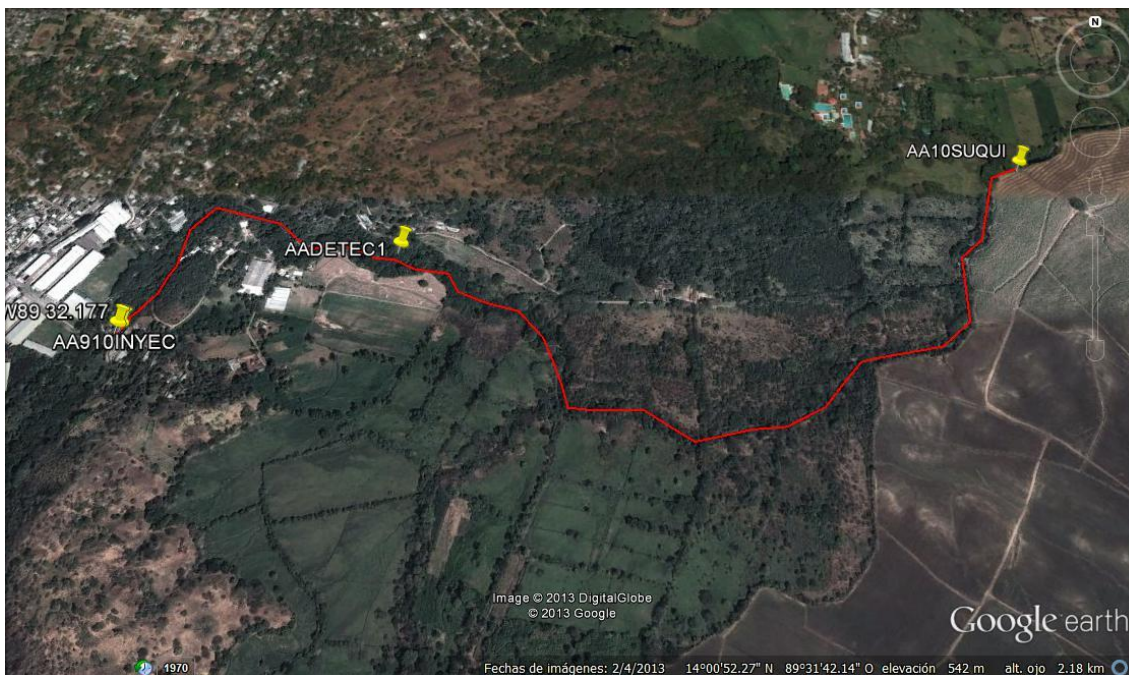 N
AA10SUQUI
AADETEC1
W89 32.177
AA910INYEC
Image © 2013 DigitalGlobe
© 2013 Google
Google earth
1970
Fechas de imágenes: 2/4/2013 14°00'52.27" N 89°31'42.14" O elevación 542 m alt. ojo 2.18 km